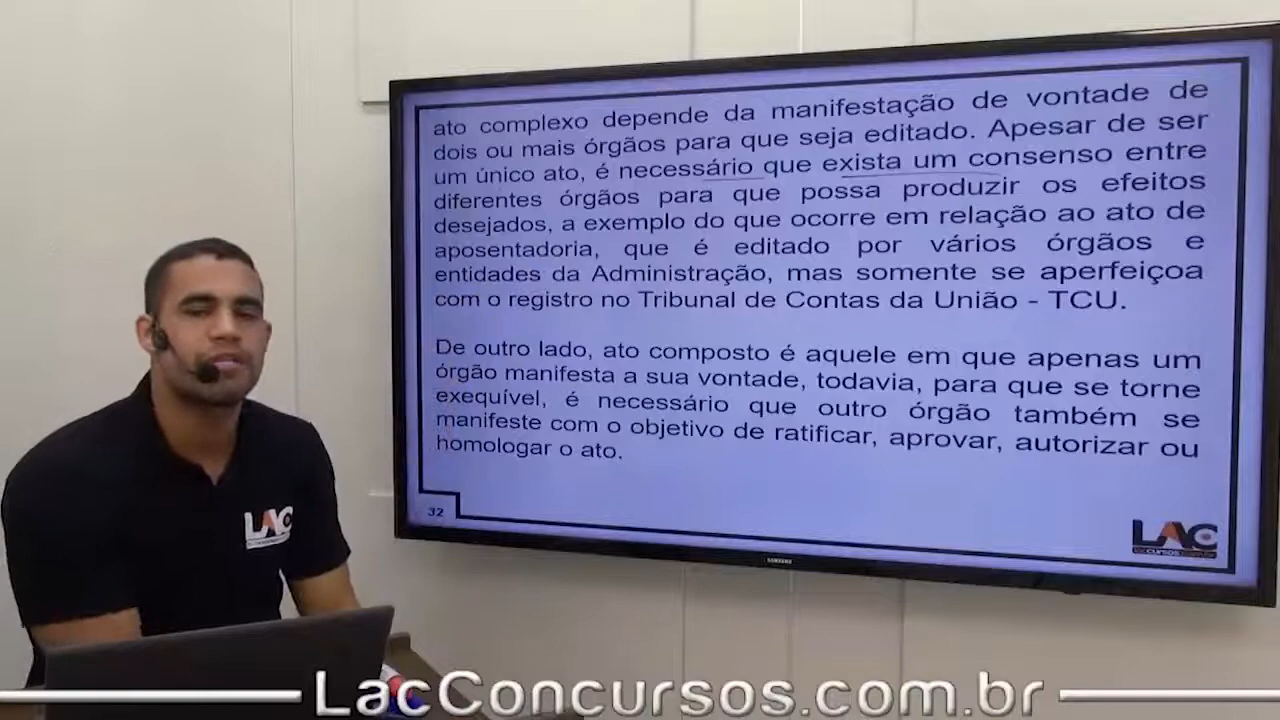 ato complexo depende da manifestação de vontade de
dois ou mais órgãos para que seja editado. Apesar de ser
um único ato, é necessário que exista um consenso entre
diferentes órgãos para que possa produzir os efeitos
desejados, a exemplo do que ocorre em relação ao ato de
aposentadoria, que é editado por vários órgãos e
entidades da Administração, mas somente se aperfeiçoa
com o registro no Tribunal de Contas da União - TCU.
De outro lado, ato composto é aquele em que apenas um
órgão manifesta a sua vontade, todavia, para que se torne
exequível, é necessário que outro órgão também se
manifeste com o objetivo de ratificar, aprovar, autorizar ou
homologar o ato.
32
LAC
LAC
SAMSUNG
LacConcursos.com.br